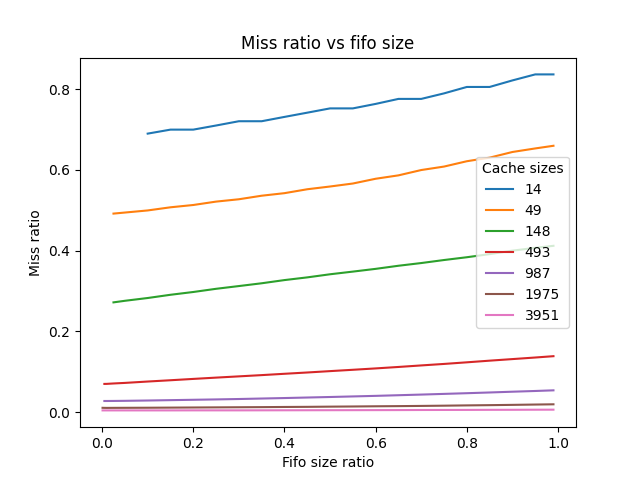 Miss ratio vs fifo size
Miss ratio
0.8
0.6
0.4
0.2
0.0
Cache sizes
14
49
148
493
987
1975
3951
0.0 0.2 0.4 0.6 0.8 1.0
Fifo size ratio